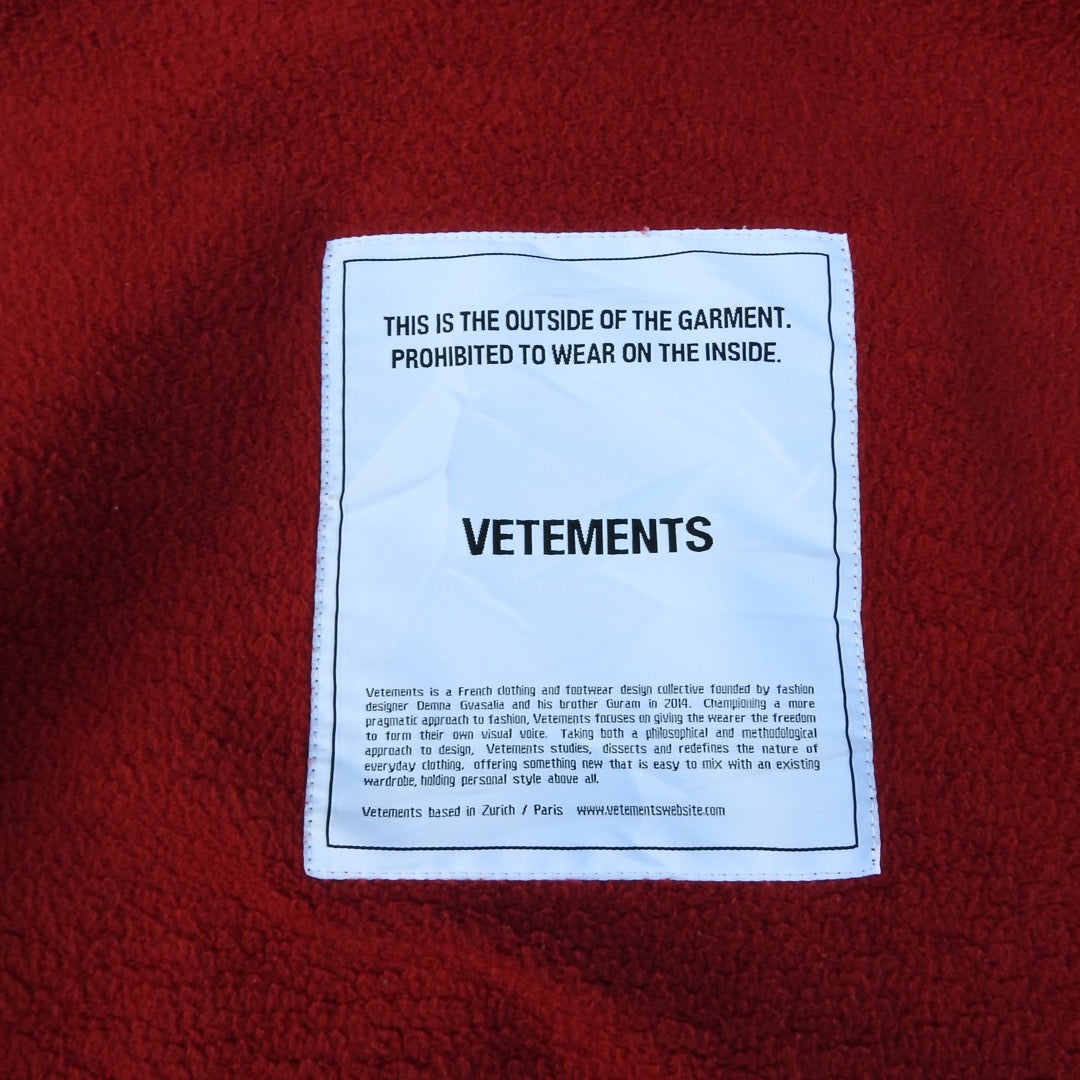 THIS IS THE OUTSIDE OF THE GARMENT.
PROHIBITED TO WEAR ON THE INSIDE.
VETEMENTS
Vetements is a French clothing and footwear design collective founded by fashion
designer Demna Gvasalia and his brother Guram in 2014. Championing a more
pragmatic approach to fashion, Vetements focuses on giving the wearer the freedom
to form their own visual voice. Taking both a philosophical and methodological
approach to design, Vetements studies, dissects and redefines the nature of
everyday clothing, offering something new that is easy to mix with an existing
wardrobe, holding personal style above all.
Vetements based in Zurich / Paris www.vetementswebsite.com